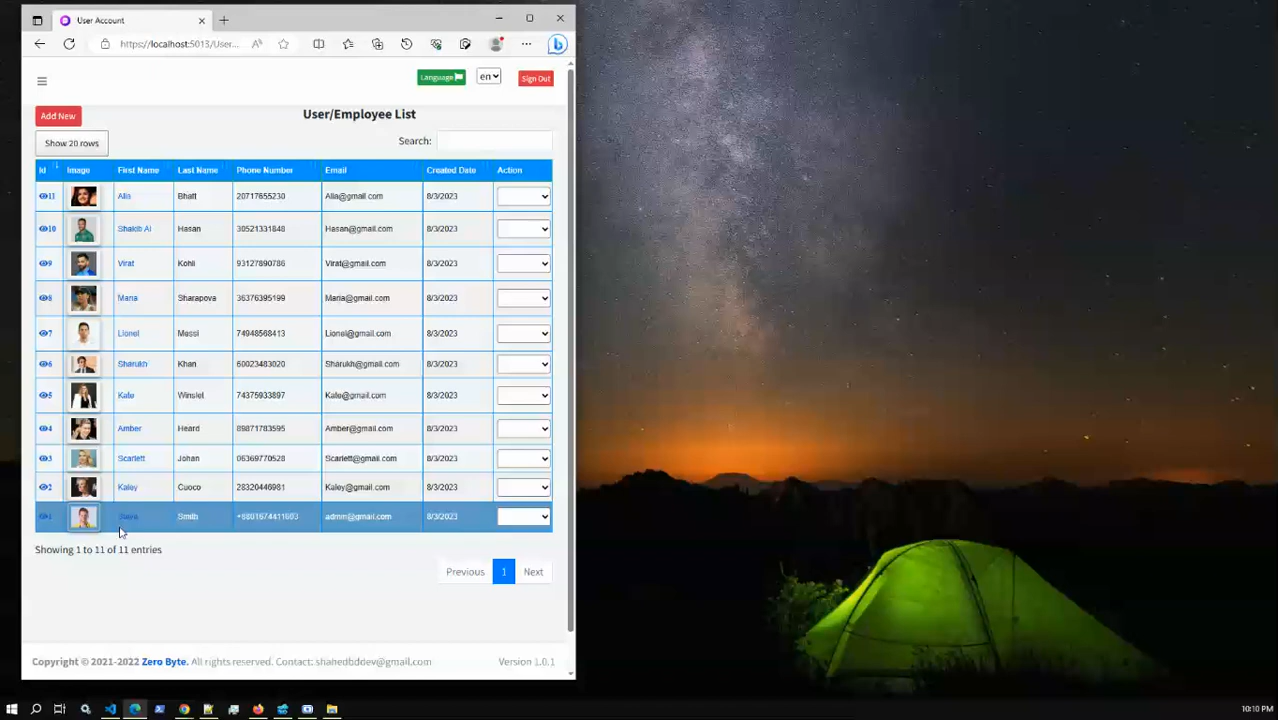 User Account
https://localhost:5013/User...
Language
en
Sign Out
Add New
User/Employee List
Show 20 rows
Search:
Id Image First Name Last Name Phone Number Email Created Date Action
11 Alia Bhatt 20717655230 Alia@gmail.com 8/3/2023
10 Shakib Al Hasan 30521331848 Hasan@gmail.com 8/3/2023
9 Virat Kohli 93127890786 Virat@gmail.com 8/3/2023
8 Maria Sharapova 36376395199 Maria@gmail.com 8/3/2023
7 Lionel Messi 74948568413 Lionel@gmail.com 8/3/2023
6 Sharukh Khan 60023483020 Sharukh@gmail.com 8/3/2023
5 Kate Winslet 74375933897 Kate@gmail.com 8/3/2023
4 Amber Heard 89871783595 Amber@gmail.com 8/3/2023
3 Scarlett Johan 06369770528 Scarlett@gmail.com 8/3/2023
2 Kaley Cuoco 28320446981 Kaley@gmail.com 8/3/2023
Smith admin@gmail.com 8/3/2023
Showing 1 to 11 of 11 entries
Previous 1 Next
Copyright © 2021-2022 Zero Byte. All rights reserved. Contact: shahedbddev@gmail.com Version 1.0.1
10:10 PM